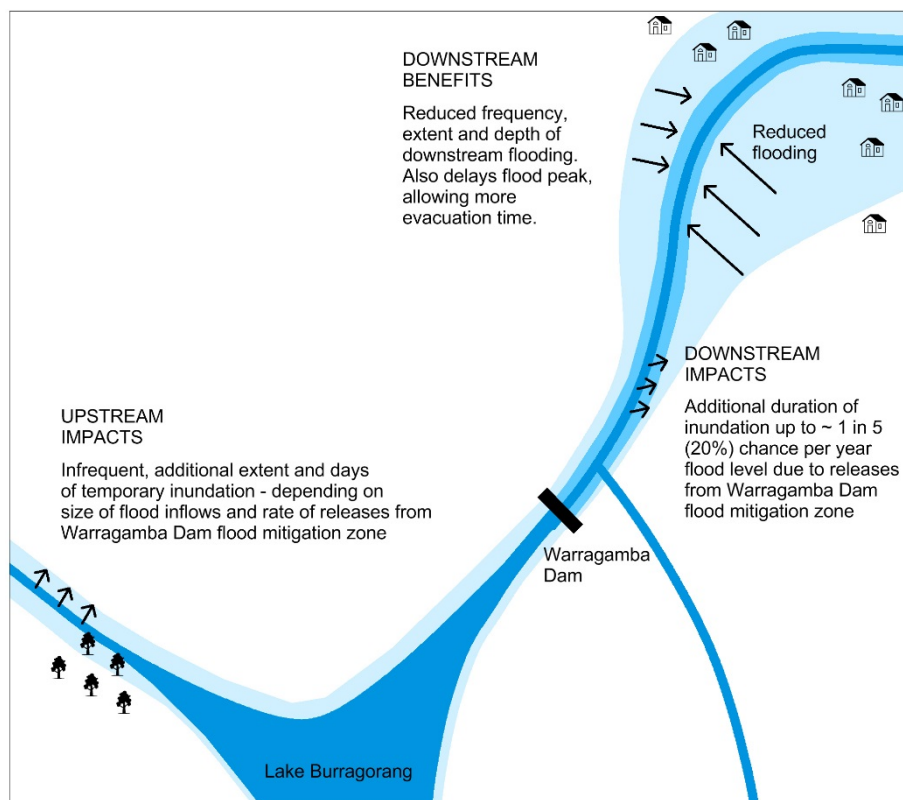 DOWNSTREAM
BENEFITS
Reduced frequency,
extent and depth of
downstream flooding.
Also delays flood peak,
allowing more
evacuation time.
Reduced
flooding
DOWNSTREAM
IMPACTS
Additional duration of
inundation up to ~ 1 in 5
(20%) chance per year
flood level due to releases
from Warragamba Dam
flood mitigation zone
UPSTREAM
IMPACTS
Infrequent, additional extent and days
of temporary inundation - depending on
size of flood inflows and rate of releases from
Warragamba Dam flood mitigation zone
Warragamba
Dam
Lake Burragorang